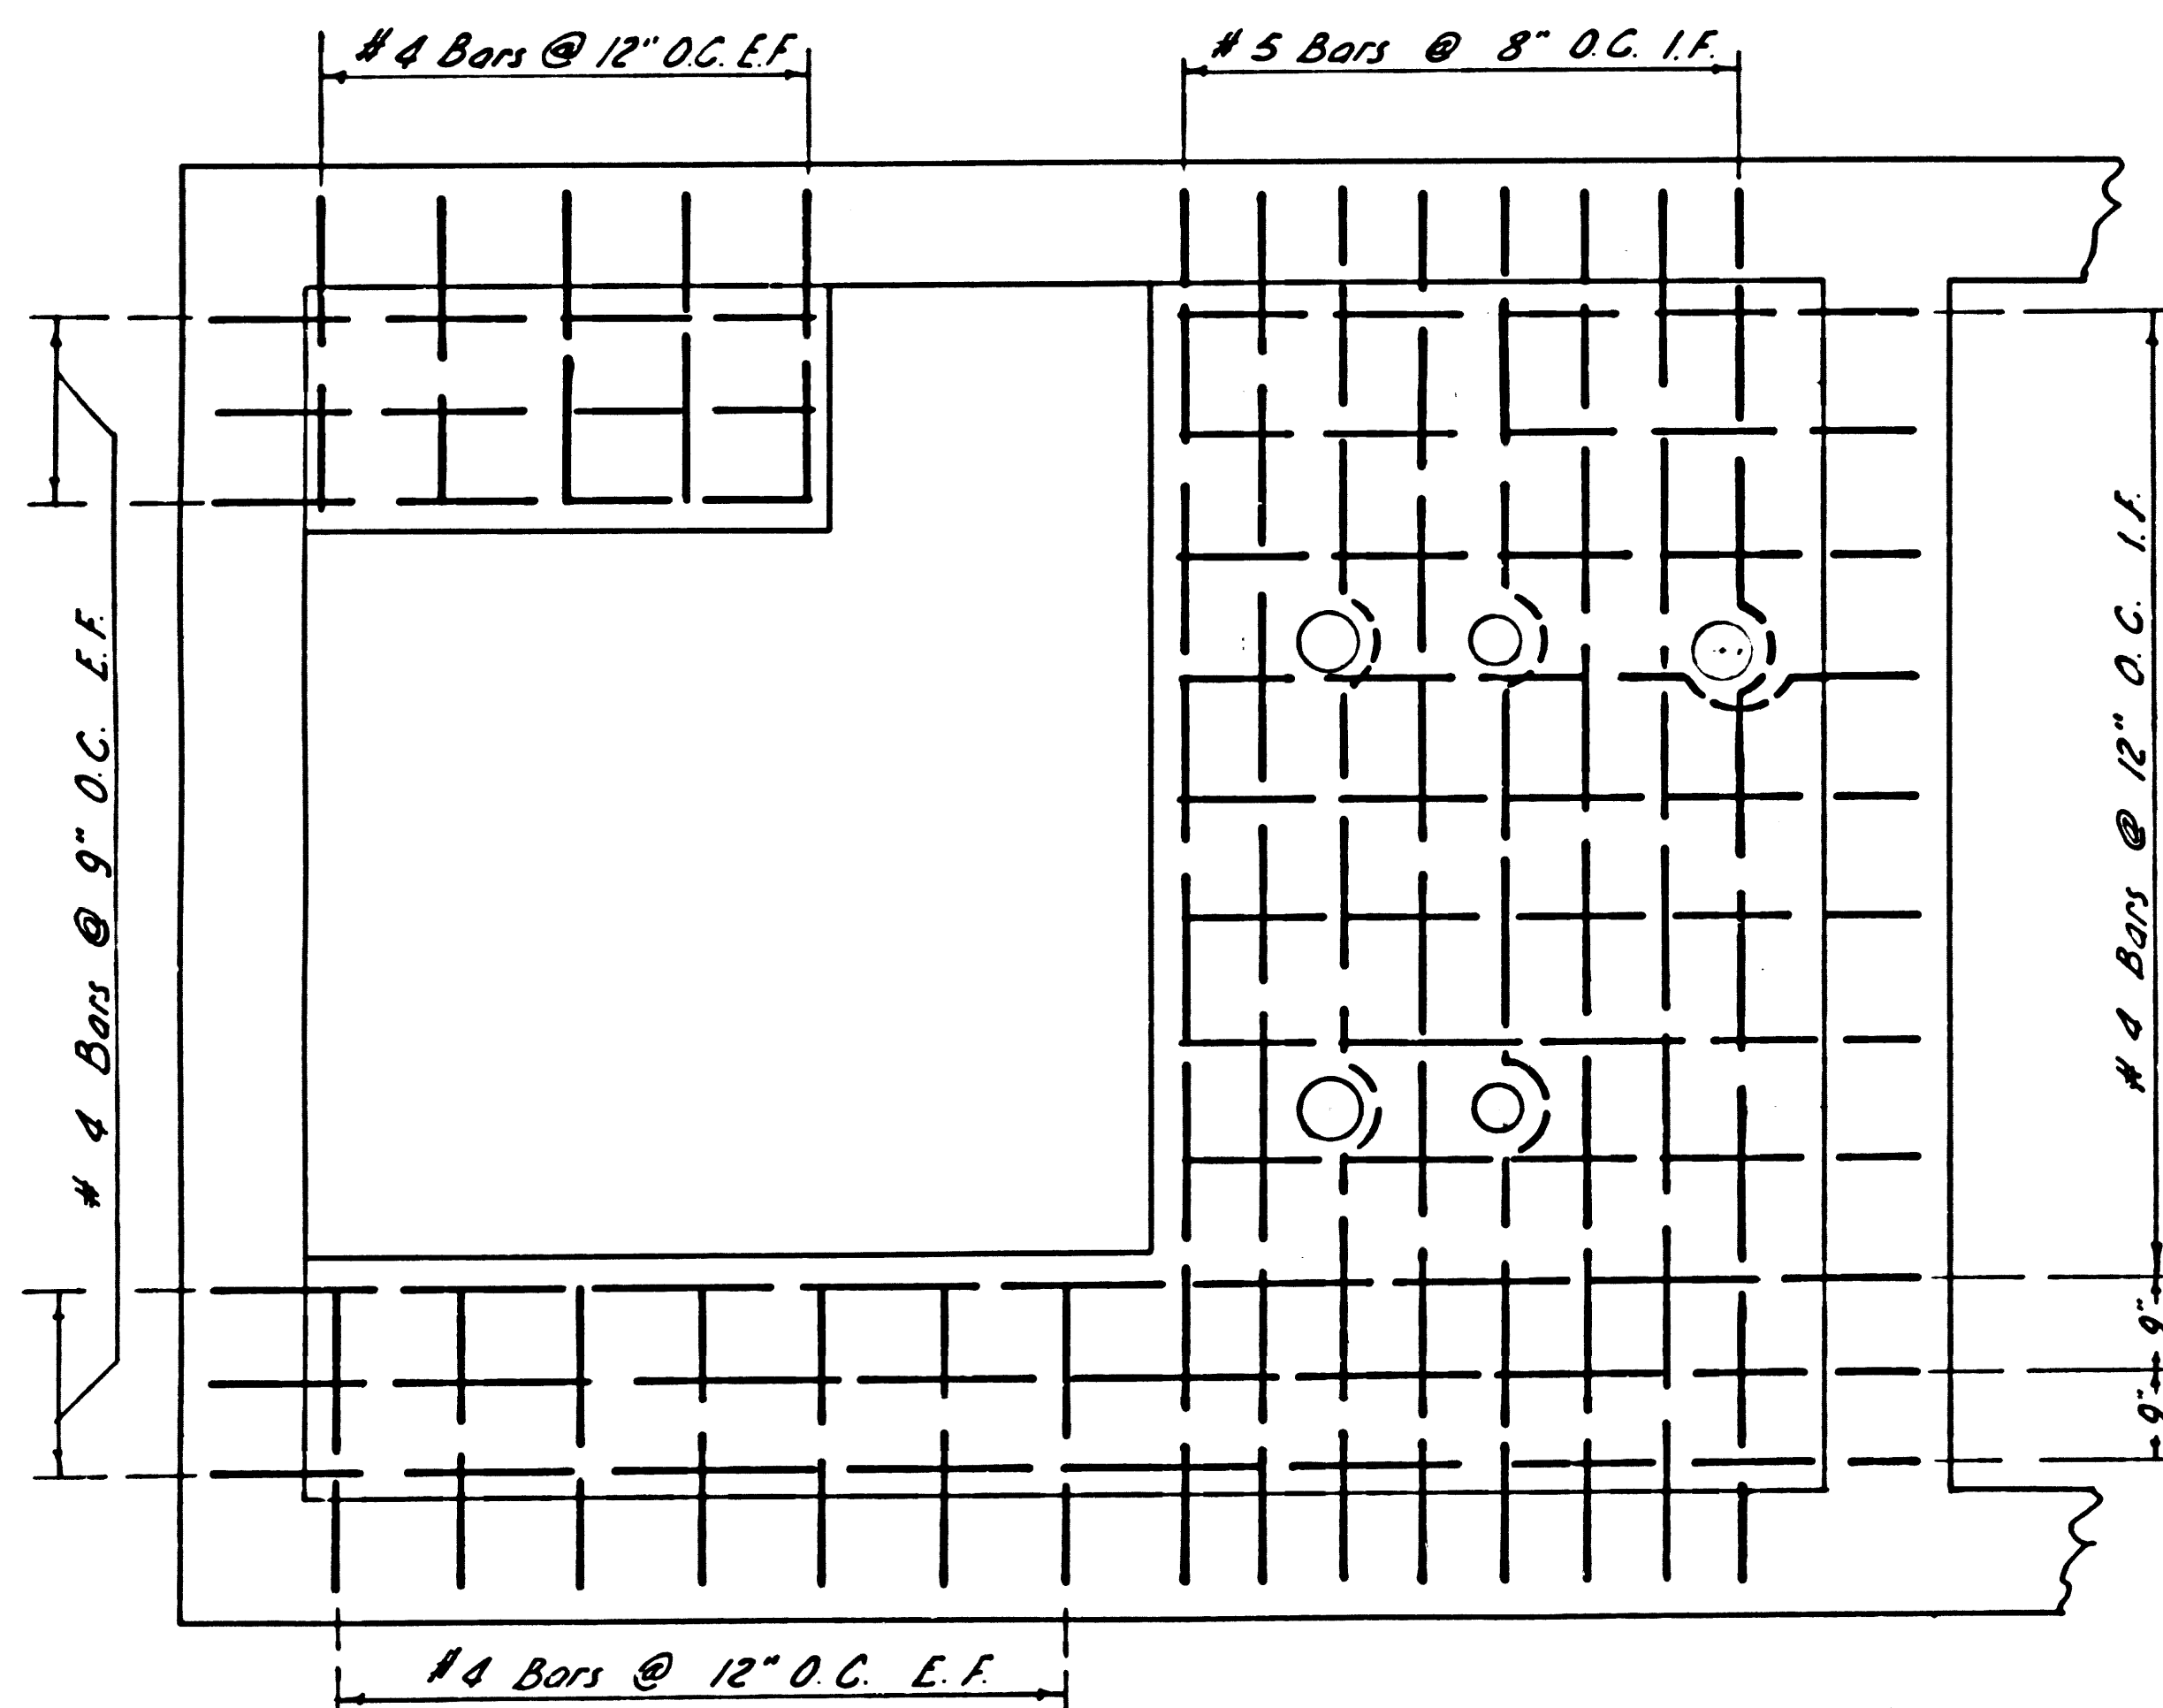 # 4 Bars @ 12" O.C. E.F
# 5 Bars @ 8" O.C. I.F.
# 4 Bars @ 9" O.C. E.F.
# 4 Bars @ 12" O.C. I.F.
9"
9"
# 4 Bars @ 12" O.C. E.F.